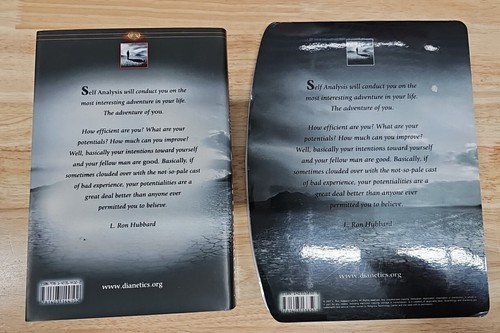 Self Analysis will conduct you on the
most interesting adventure in your life.
The adventure of you.
How efficient are you? What are your
potentials? How much can you improve?
Well, basically your intentions toward yourself
and your fellow man are good. Basically, if
sometimes clouded over with the not-so-pale cast
of bad experience, your potentialities are a
great deal better than anyone ever
permitted you to believe.
L. Ron Hubbard
www.dianetics.org
Self Analysis will conduct you on the
most interesting adventure in your life.
The adventure of you.
How efficient are you? What are your
potentials? How much can you improve?
Well, basically your intentions toward yourself
and your fellow man are good. Basically, if
sometimes clouded over with the not-so-pale cast
of bad experience, your potentialities are a
great deal better than anyone ever
permitted you to believe.
L. Ron Hubbard
www.dianetics.org